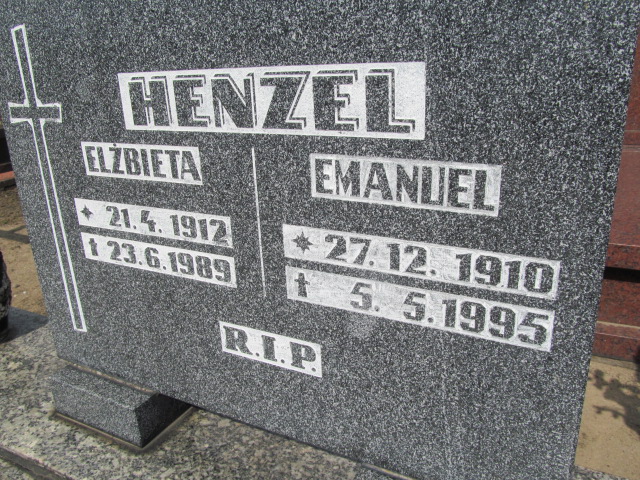 HENZEL
ELŻBIETA
* 21.4.1912
† 23.6.1989
EMANUEL
* 27.12.1910
† 5.5.1995
R.I.P.